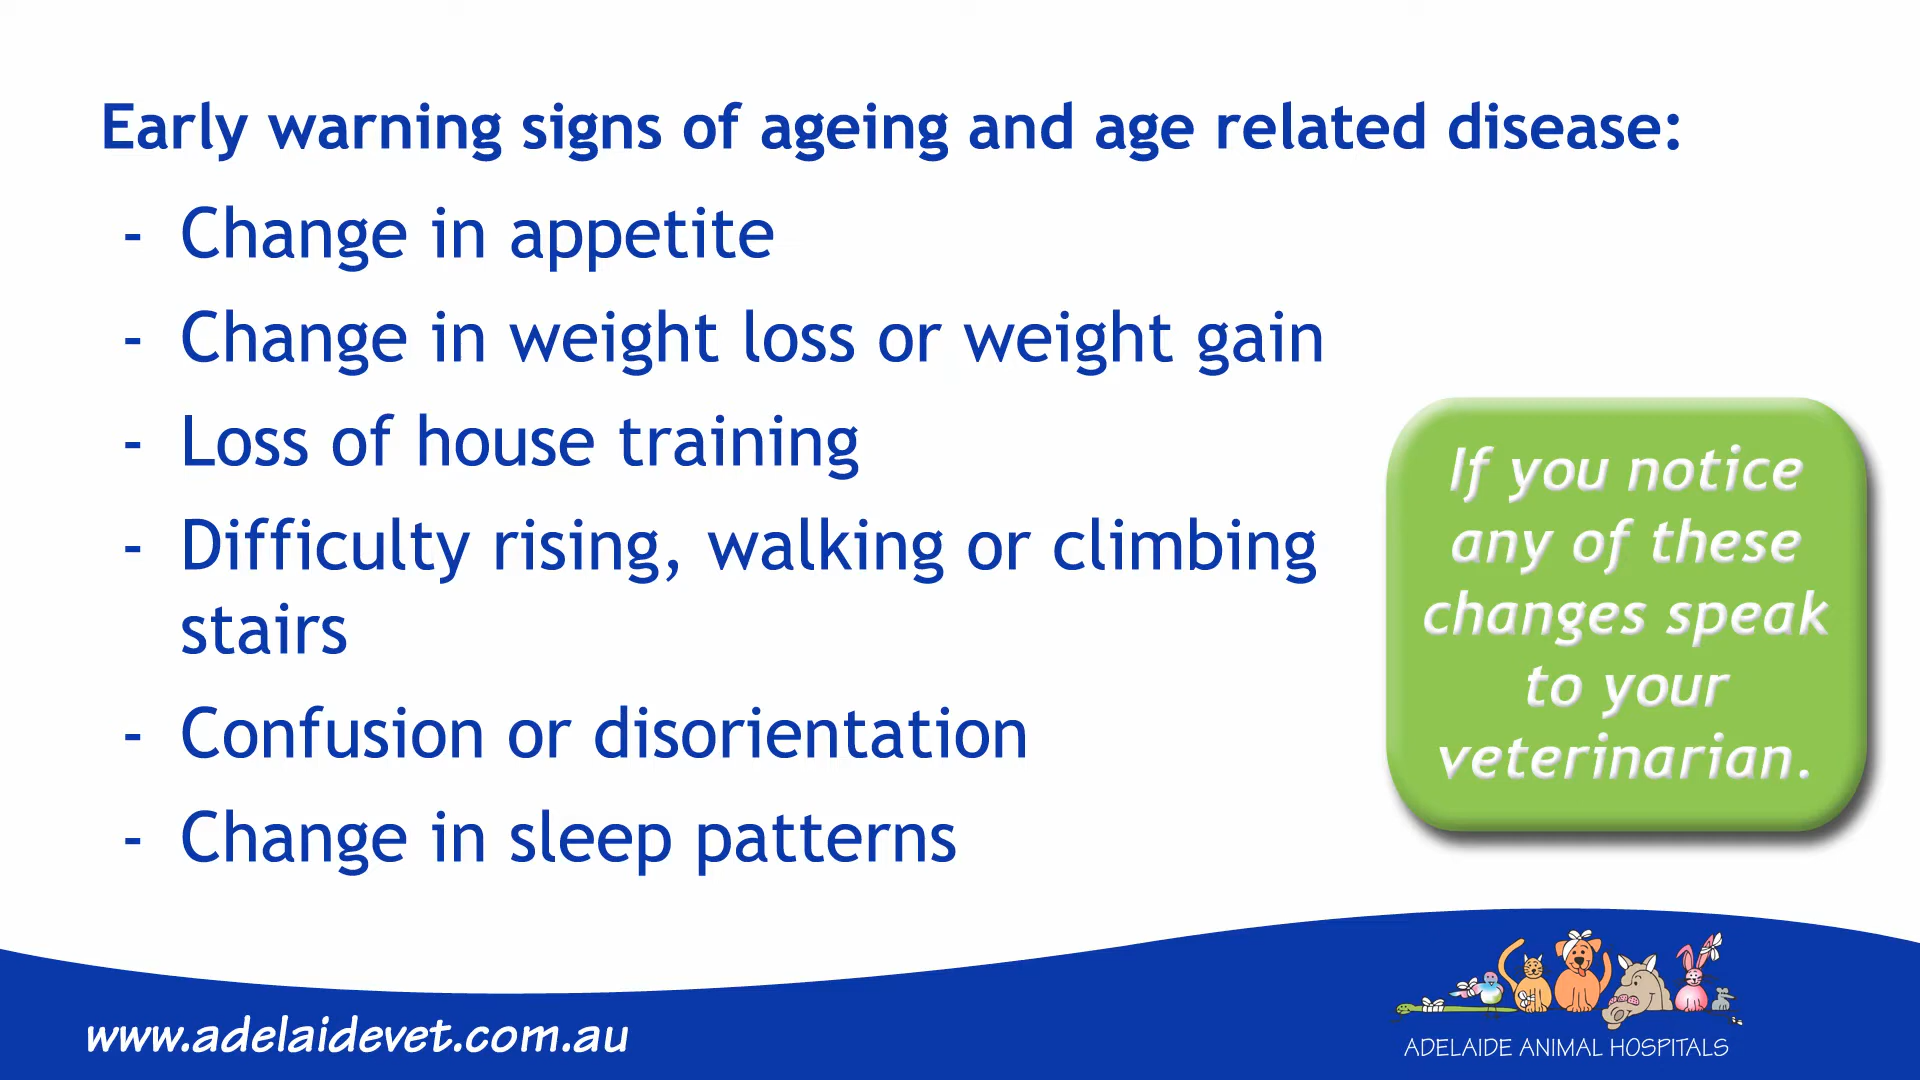 Early warning signs of ageing and age related disease:
- Change in appetite
- Change in weight loss or weight gain
- Loss of house training
- Difficulty rising, walking or climbing
stairs
- Confusion or disorientation
- Change in sleep patterns
If you notice
any of these
changes speak
to your
veterinarian.
www.adelaidevet.com.au
ADELAIDE ANIMAL HOSPITALS